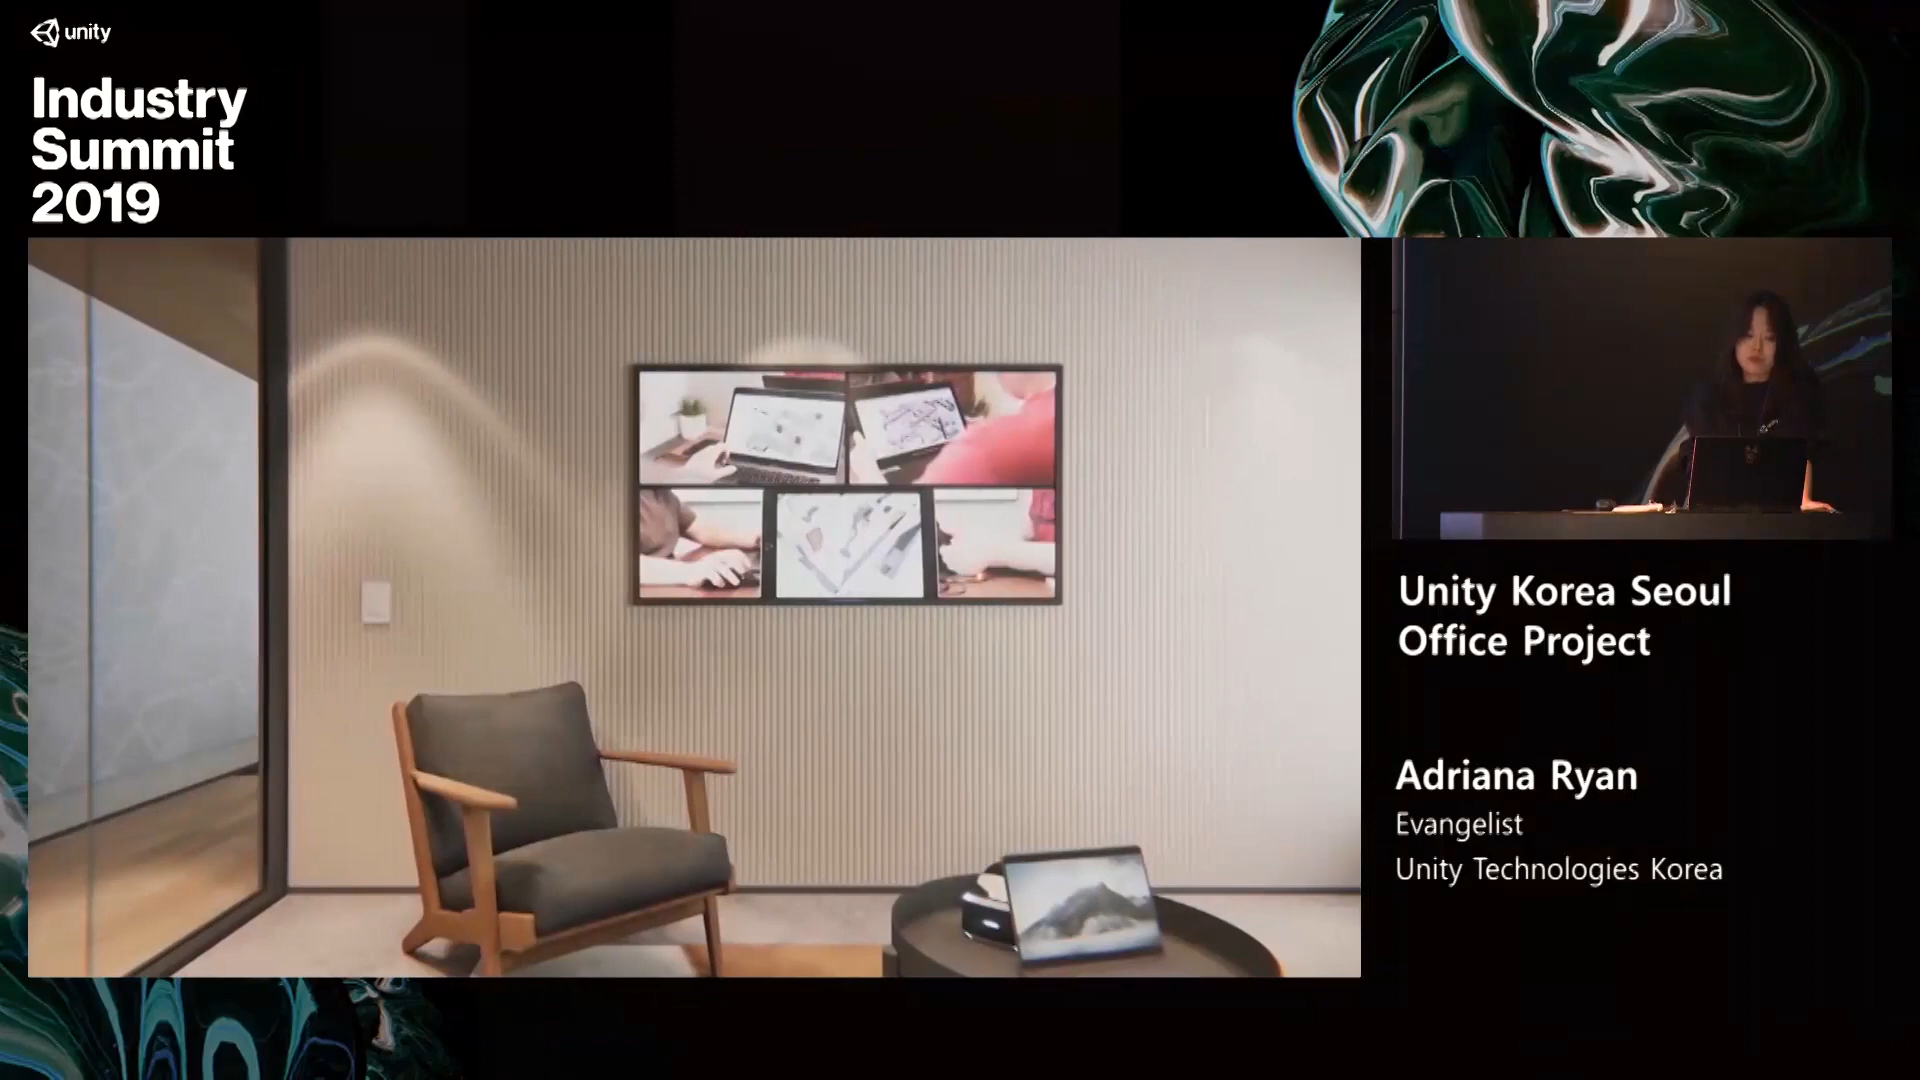 unity
Industry
Summit
2019
Unity Korea Seoul
Office Project
Adriana Ryan
Evangelist
Unity Technologies Korea